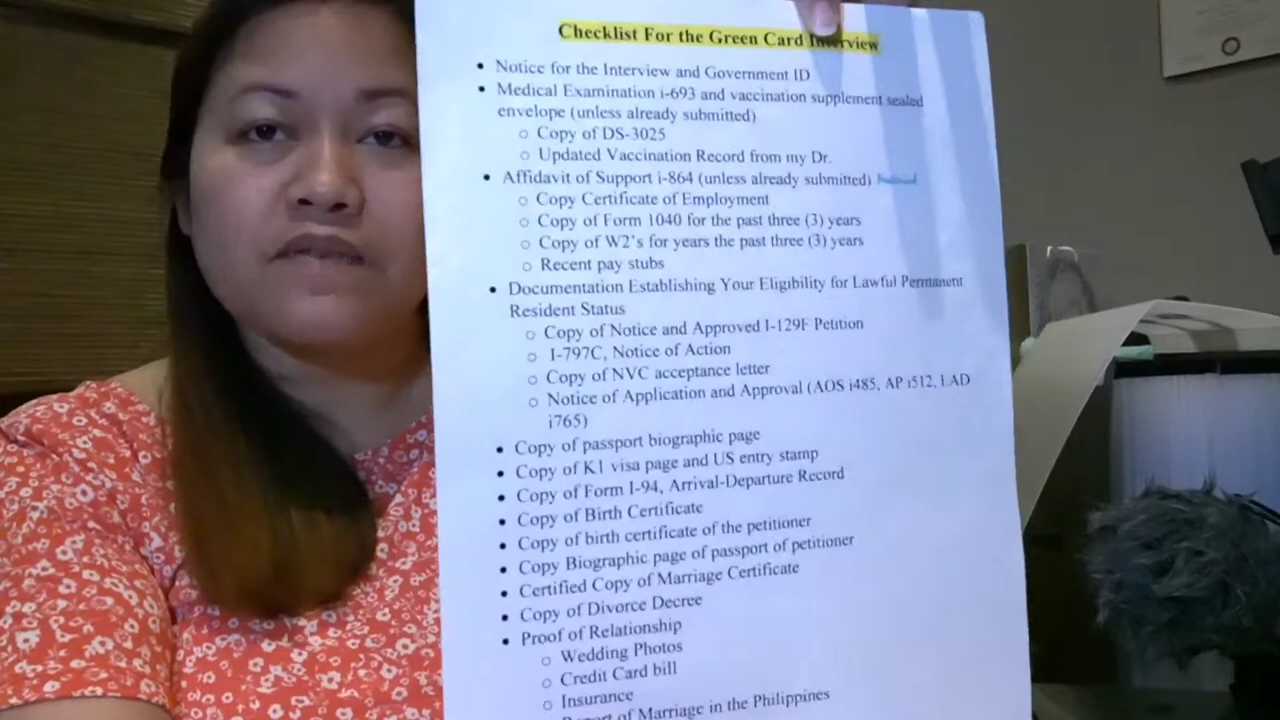 Checklist For the Green Card Interview
• Notice for the Interview and Government ID
• Medical Examination i-693 and vaccination supplement sealed
envelope (unless already submitted)
o Copy of DS-3025
o Updated Vaccination Record from my Dr.
• Affidavit of Support i-864 (unless already submitted)
o Copy Certificate of Employment
o Copy of Form 1040 for the past three (3) years
o Copy of W2's for years the past three (3) years
o Recent pay stubs
• Documentation Establishing Your Eligibility for Lawful Permanent
Resident Status
o Copy of Notice and Approved I-129F Petition
o I-797C, Notice of Action
o Copy of NVC acceptance letter
o Notice of Application and Approval (AOS i485, AP i512, EAD
i765)
• Copy of passport biographic page
• Copy of K1 visa page and US entry stamp
• Copy of Form I-94, Arrival-Departure Record
• Copy of Birth Certificate
• Copy of birth certificate of the petitioner
• Copy Biographic page of passport of petitioner
• Certified Copy of Marriage Certificate
• Copy of Divorce Decree
• Proof of Relationship
o Wedding Photos
o Credit Card bill
o Insurance
Report of Marriage in the Philippines